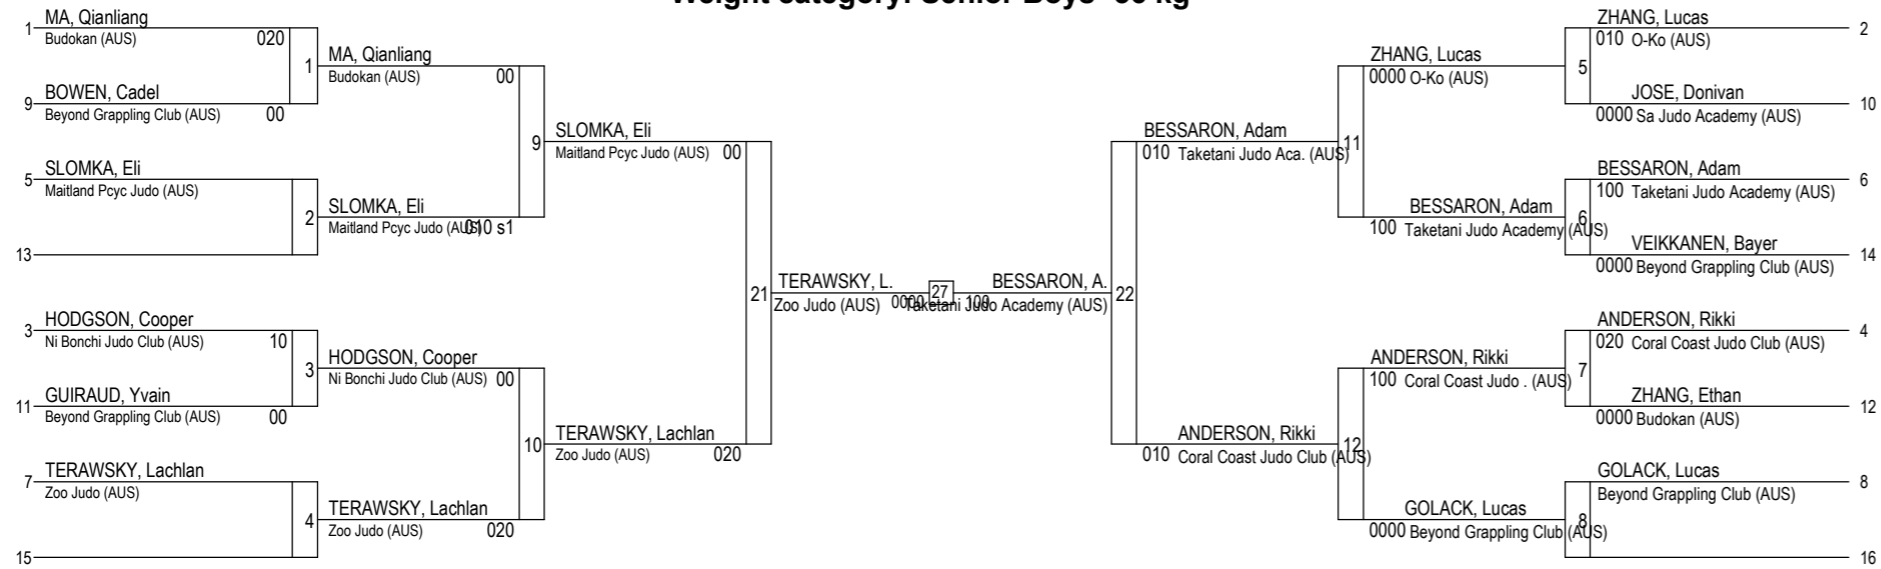 1 MA, Qianliang
Budokan (AUS) 020
9 BOWEN, Cadel
Beyond Grappling Club (AUS) 00
1
5 SLOMKA, Eli
Maitland Pcyc Judo (AUS)
13
2
3 HODGSON, Cooper
Ni Bonchi Judo Club (AUS) 10
11 GUIRAUD, Yvain
Beyond Grappling Club (AUS) 00
3
7 TERAWSKY, Lachlan
Zoo Judo (AUS)
15
4
MA, Qianliang
Budokan (AUS) 00
SLOMKA, Eli
Maitland Pcyc Judo (AUS) 010 s1
9
HODGSON, Cooper
Ni Bonchi Judo Club (AUS) 00
TERAWSKY, Lachlan
Zoo Judo (AUS) 020
10
SLOMKA, Eli
Maitland Pcyc Judo (AUS) 00
TERAWSKY, Lachlan
Zoo Judo (AUS) 020
21
TERAWSKY, L.
Zoo Judo (AUS) 0000
27
BESSARON, A.
100 Taketani Judo Academy (AUS)
22
BESSARON, Adam
010 Taketani Judo Aca. (AUS)
ANDERSON, Rikki
010 Coral Coast Judo Club (AUS)
11
ZHANG, Lucas
0000 O-Ko (AUS)
BESSARON, Adam
100 Taketani Judo Academy (AUS)
12
ANDERSON, Rikki
100 Coral Coast Judo . (AUS)
GOLACK, Lucas
0000 Beyond Grappling Club (AUS)
5
ZHANG, Lucas 2
010 O-Ko (AUS)
JOSE, Donivan 10
0000 Sa Judo Academy (AUS)
6
BESSARON, Adam 6
100 Taketani Judo Academy (AUS)
VEIKKANEN, Bayer 14
0000 Beyond Grappling Club (AUS)
7
ANDERSON, Rikki 4
020 Coral Coast Judo Club (AUS)
ZHANG, Ethan 12
0000 Budokan (AUS)
8
GOLACK, Lucas 8
Beyond Grappling Club (AUS)
16